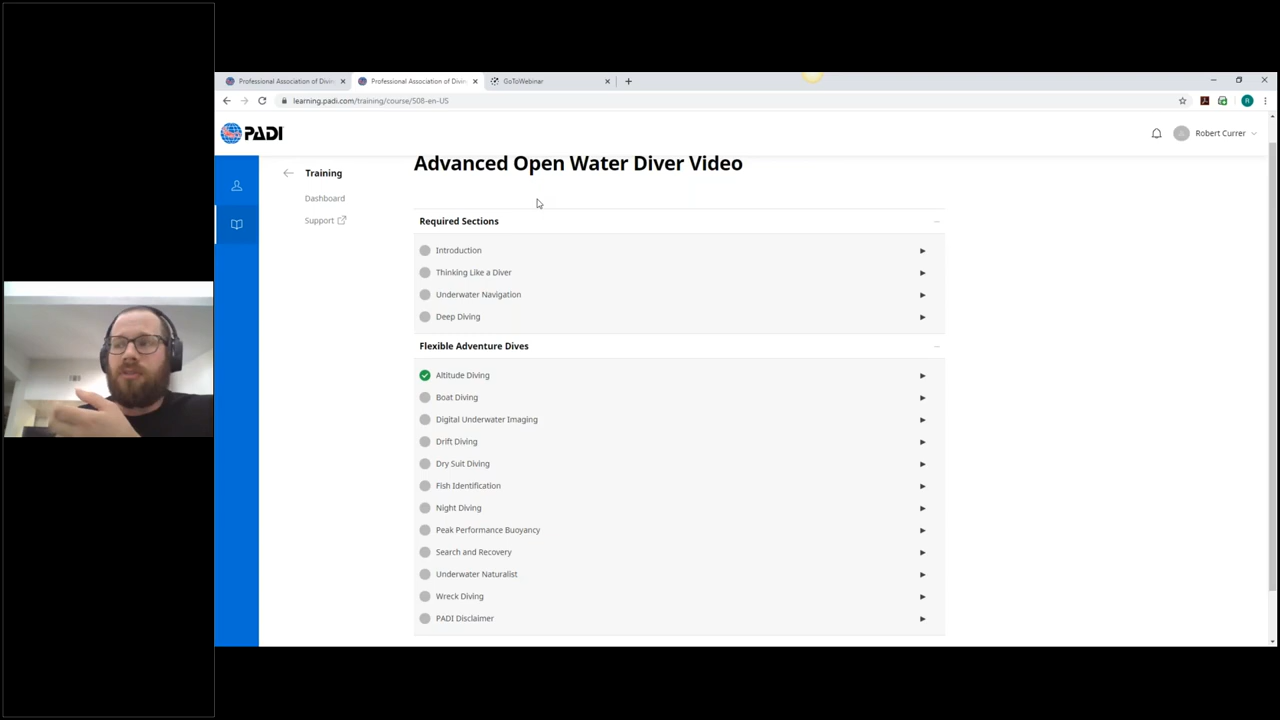 Professional Association of Divin
Professional Association of Divin
GoToWebinar
learning.padi.com/training/course/508-en-US
R
PADI
Robert Currer
Training
Dashboard
Support
Advanced Open Water Diver Video
Required Sections
Introduction
Thinking Like a Diver
Underwater Navigation
Deep Diving
Flexible Adventure Dives
Altitude Diving
Boat Diving
Digital Underwater Imaging
Drift Diving
Dry Suit Diving
Fish Identification
Night Diving
Peak Performance Buoyancy
Search and Recovery
Underwater Naturalist
Wreck Diving
PADI Disclaimer